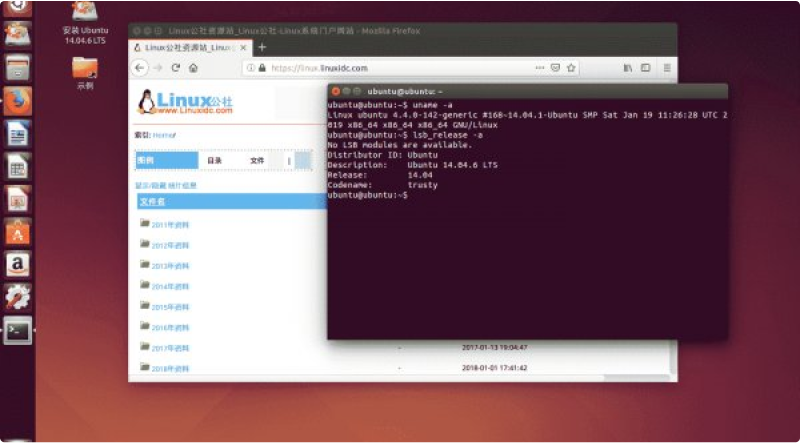 安装 Ubuntu
14.04.6 LTS
示例
Linux公社资源站_Linux公社-Linux系统门户网站 - Mozilla Firefox
Linux公社资源站_Linux
https://linux.linuxidc.com
Linux公社
www.Linuxidc.com
索引: Home/
图例 目录 文件
显示/隐藏 统计信息
文件名
2011年资料
2012年资料
2013年资料
2014年资料
2015年资料
2016年资料
2017年资料 - 2017-01-13 19:04:47
2018年资料 - 2018-01-01 17:41:42
ubuntu@ubuntu: ~
ubuntu@ubuntu:~$ uname -a
Linux ubuntu 4.4.0-142-generic #168~14.04.1-Ubuntu SMP Sat Jan 19 11:26:28 UTC 2
019 x86_64 x86_64 x86_64 GNU/Linux
ubuntu@ubuntu:~$ lsb_release -a
No LSB modules are available.
Distributor ID: Ubuntu
Description: Ubuntu 14.04.6 LTS
Release: 14.04
Codename: trusty
ubuntu@ubuntu:~$